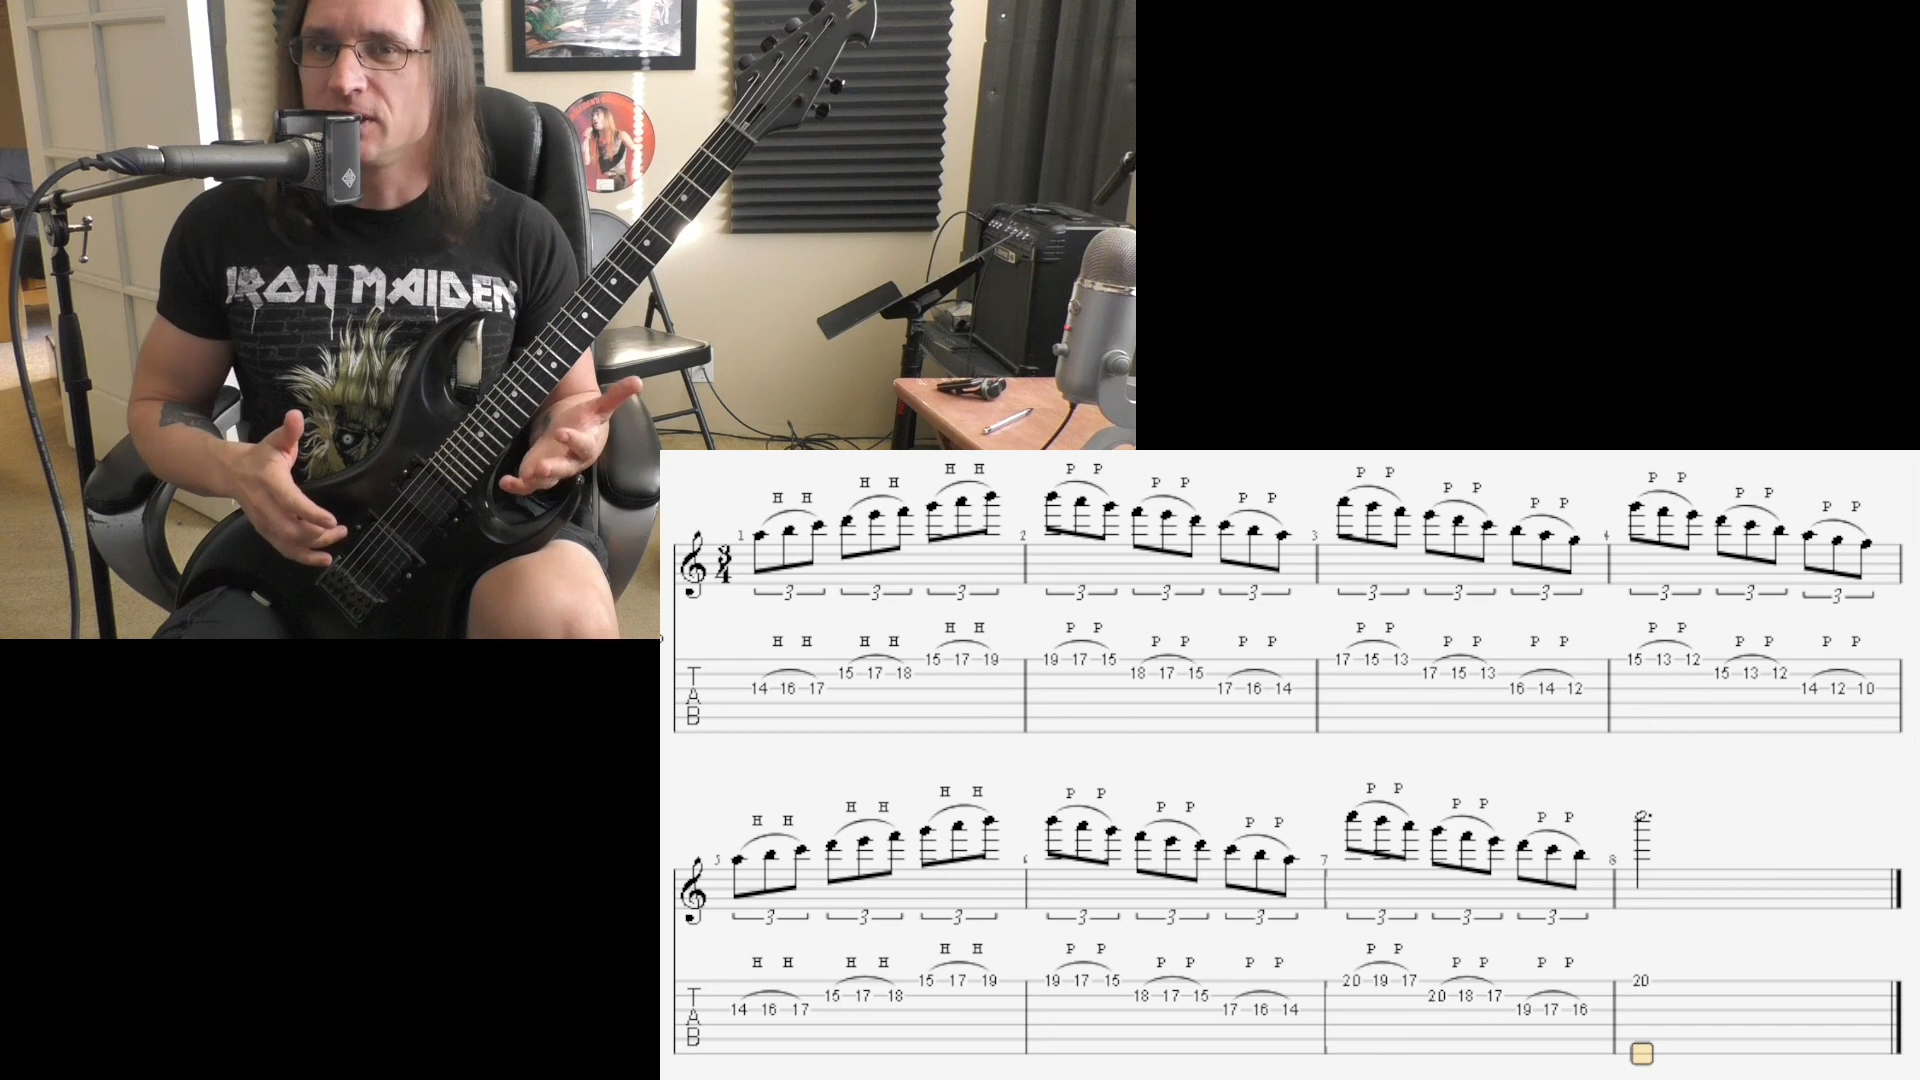 IRON MAIDEN
H H H H H H P P P P P P P P P P P P P P P P P P
1 2 3 4
3 4
3 3 3 3 3 3 3 3 3 3 3 3
H H H H H H P P P P P P P P P P P P P P P P P P
15 17 19 19 17 15 17 15 13 15 13 12
T 15 17 18 18 17 15 17 15 13 15 13 12
A 14 16 17 17 16 14 16 14 12 14 12 10
B
H H H H H H P P P P P P P P P P P P
5 6 7 8
3 3 3 3 3 3 3 3 3
H H H H H H P P P P P P P P P P P P
15 17 19 19 17 15 20 19 17 20
T 15 17 18 18 17 15 20 18 17
A 14 16 17 17 16 14 19 17 16
B